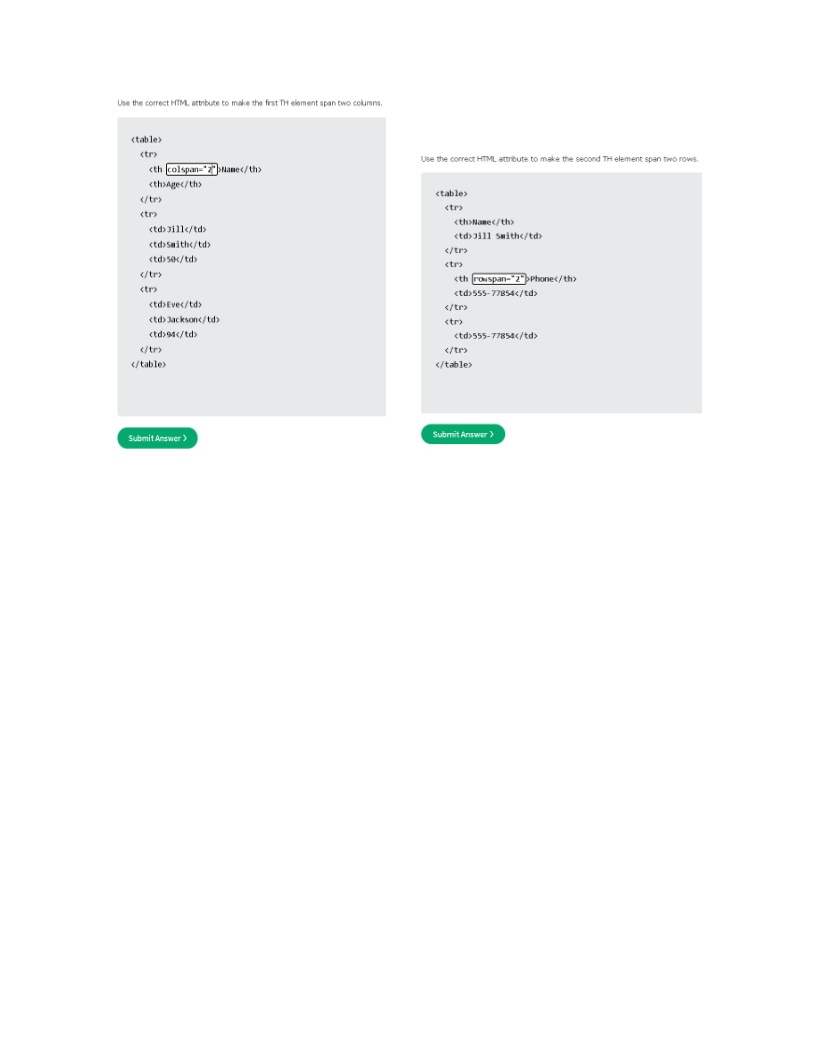 Use the correct HTML attribute to make the first TH element span two columns.
<table>
<tr>
<th colspan="2">Name</th>
<th>Age</th>
</tr>
<tr>
<td>Jill</td>
<td>Smith</td>
<td>50</td>
</tr>
<tr>
<td>Eve</td>
<td>Jackson</td>
<td>94</td>
</tr>
</table>
Submit Answer ❯
Use the correct HTML attribute to make the second TH element span two rows.
<table>
<tr>
<th>Name</th>
<td>Jill Smith</td>
</tr>
<tr>
<th rowspan="2">Phone</th>
<td>555-77854</td>
</tr>
<tr>
<td>555-77854</td>
</tr>
</table>
Submit Answer ❯